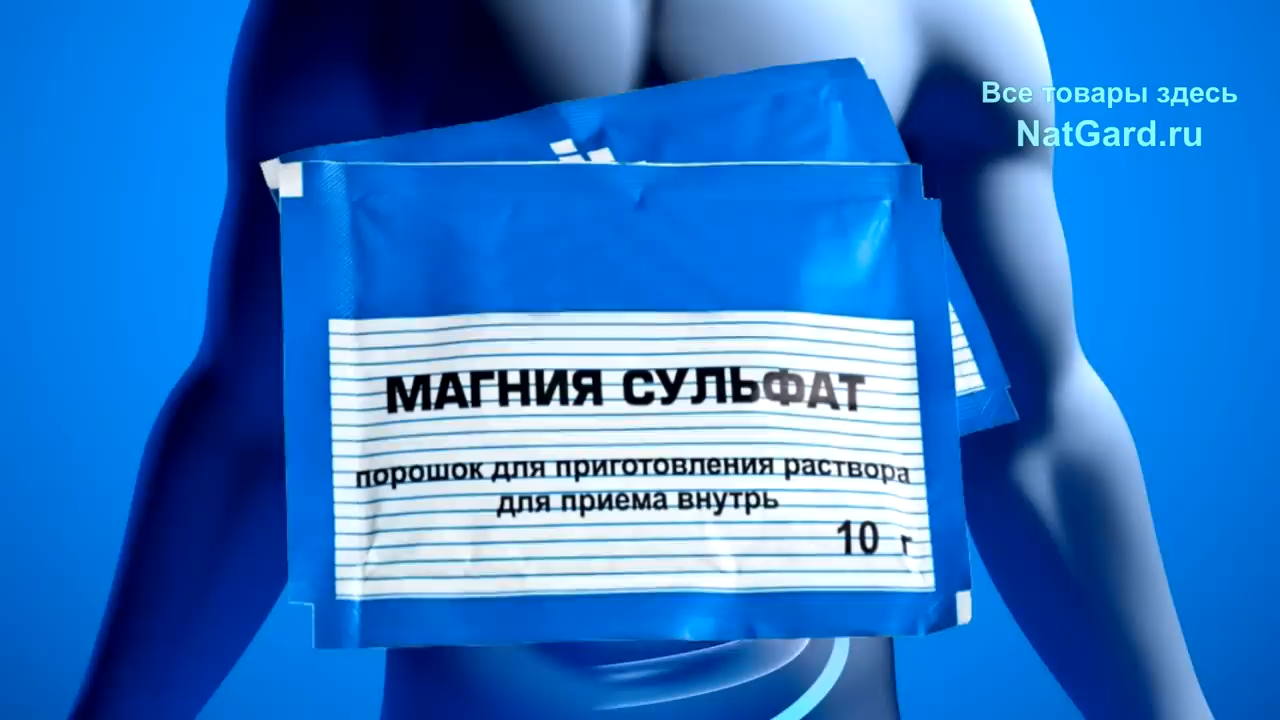 Все товары здесь
NatGard.ru
МАГНИЯ СУЛЬФАТ
порошок для приготовления раствора
для приема внутрь
10 г